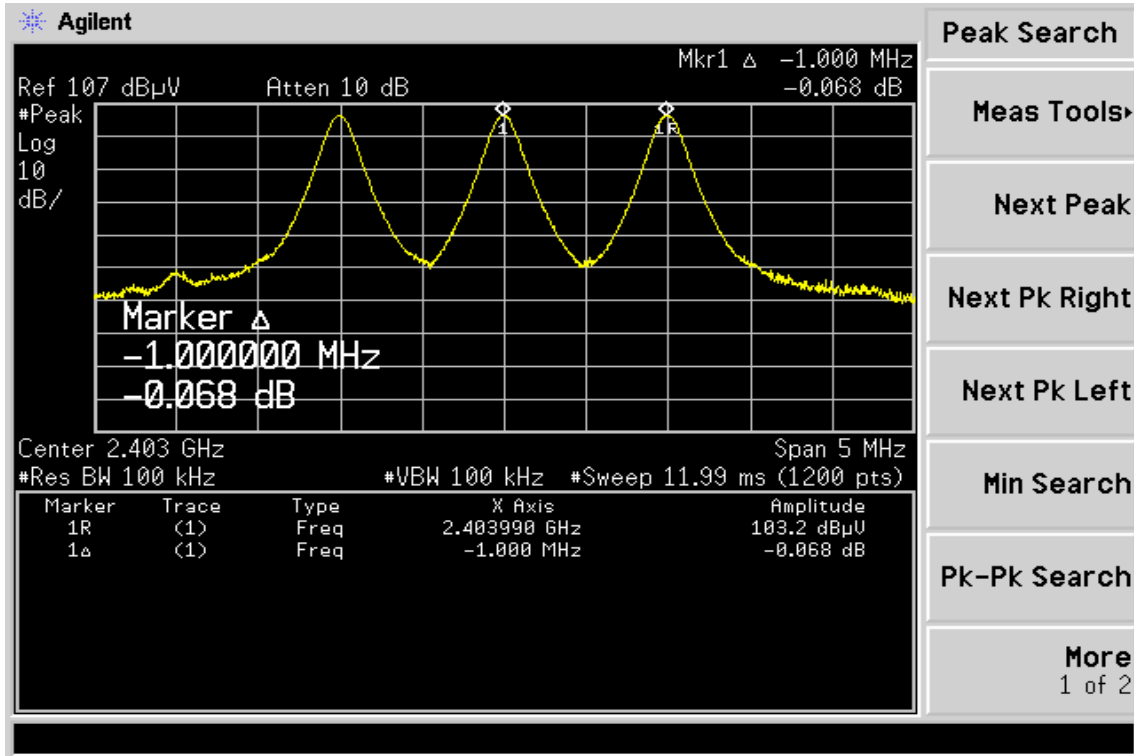 Agilent
Peak Search
Mkr1 Δ -1.000 MHz
Ref 107 dBµV Atten 10 dB -0.068 dB
#Peak
Log
10
dB/
1
1R
Marker Δ
-1.000000 MHz
-0.068 dB
Center 2.403 GHz Span 5 MHz
#Res BW 100 kHz #VBW 100 kHz #Sweep 11.99 ms (1200 pts)
Marker Trace Type X Axis Amplitude
1R (1) Freq 2.403990 GHz 103.2 dBµV
1Δ (1) Freq -1.000 MHz -0.068 dB
Meas Tools▸
Next Peak
Next Pk Right
Next Pk Left
Min Search
Pk-Pk Search
More
1 of 2